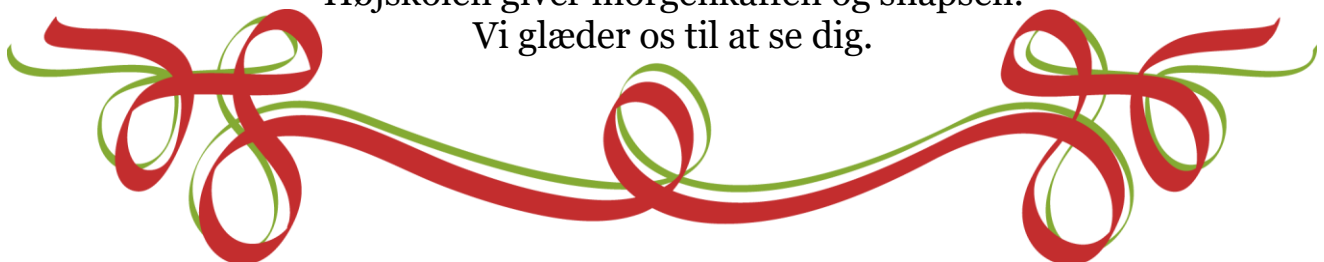 Højskolen giver morgenkaffen og snapsen.
Vi glæder os til at se dig.